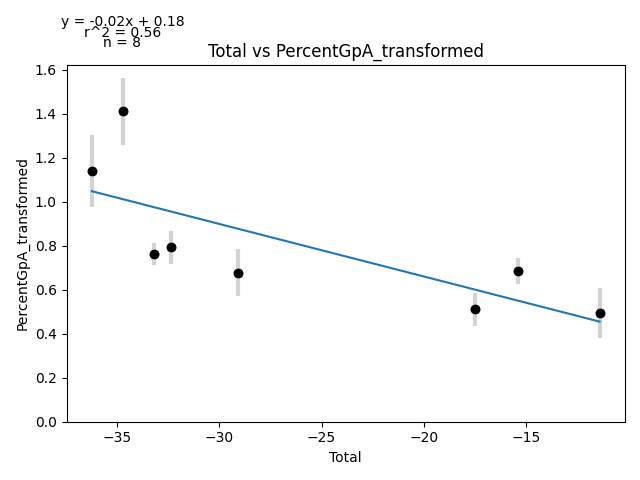 y = -0.02x + 0.18
r^2 = 0.56
n = 8
Total vs PercentGpA_transformed
1.6
1.4
1.2
1.0
0.8
0.6
0.4
0.2
0.0
PercentGpA_transformed
−35
−30
−25
−20
−15
Total